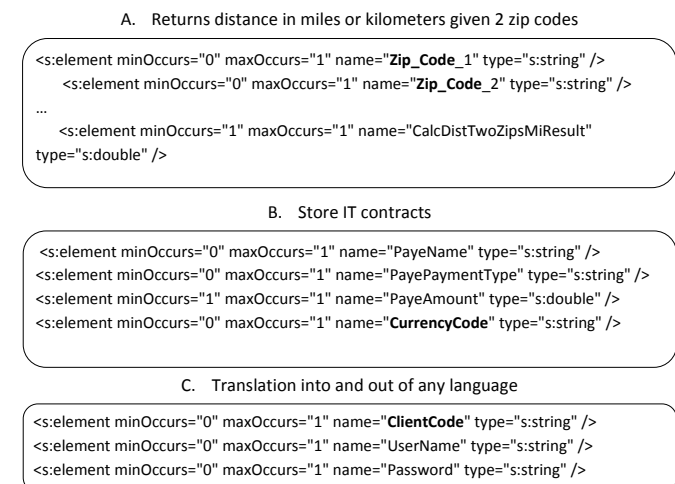 A. Returns distance in miles or kilometers given 2 zip codes
<s:element minOccurs="0" maxOccurs="1" name="Zip_Code_1" type="s:string" />
<s:element minOccurs="0" maxOccurs="1" name="Zip_Code_2" type="s:string" />
...
<s:element minOccurs="1" maxOccurs="1" name="CalcDistTwoZipsMiResult"
type="s:double" />
B. Store IT contracts
<s:element minOccurs="0" maxOccurs="1" name="PayeName" type="s:string" />
<s:element minOccurs="0" maxOccurs="1" name="PayePaymentType" type="s:string" />
<s:element minOccurs="1" maxOccurs="1" name="PayeAmount" type="s:double" />
<s:element minOccurs="0" maxOccurs="1" name="CurrencyCode" type="s:string" />
C. Translation into and out of any language
<s:element minOccurs="0" maxOccurs="1" name="ClientCode" type="s:string" />
<s:element minOccurs="0" maxOccurs="1" name="UserName" type="s:string" />
<s:element minOccurs="0" maxOccurs="1" name="Password" type="s:string" />